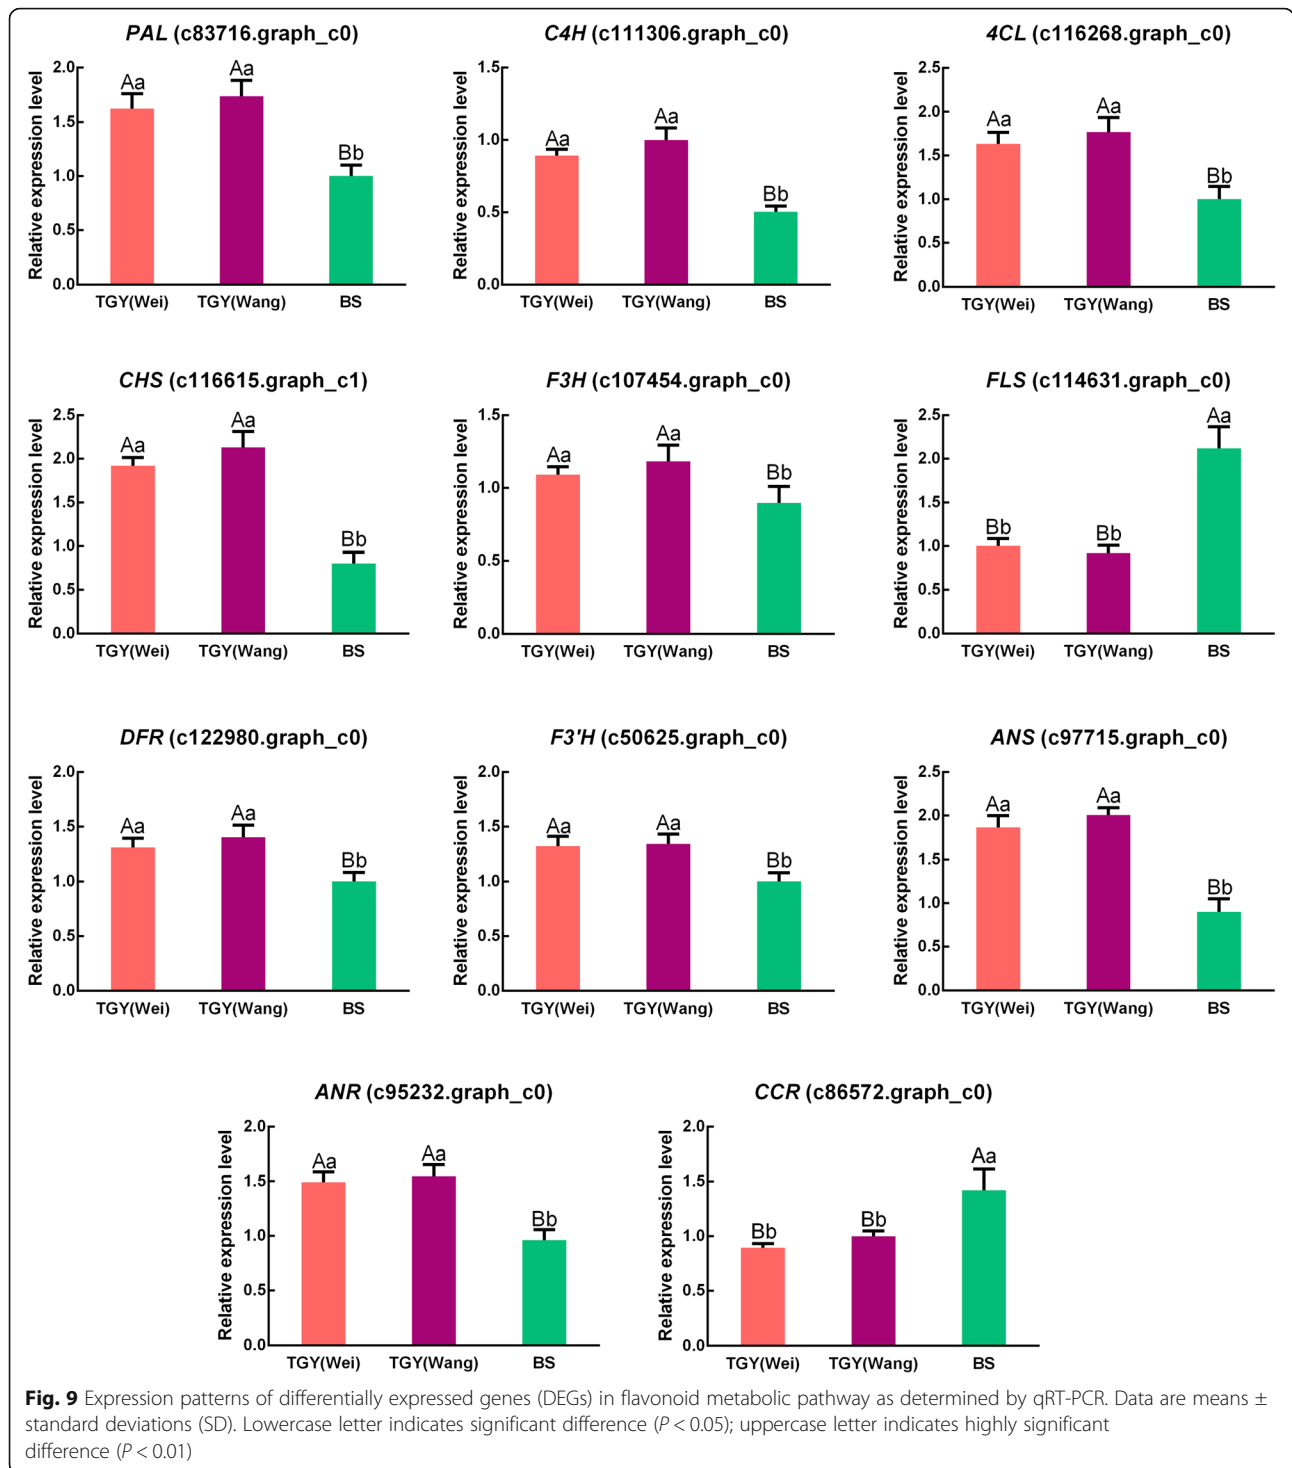 PAL (c83716.graph_c0)
C4H (c111306.graph_c0)
4CL (c116268.graph_c0)
Relative expression level
2.0
1.5
1.0
0.5
0.0
Aa
Aa
Bb
TGY(Wei)
TGY(Wang)
BS
Relative expression level
1.5
1.0
0.5
0.0
Aa
Aa
Bb
TGY(Wei)
TGY(Wang)
BS
Relative expression level
2.5
2.0
1.5
1.0
0.5
0.0
Aa
Aa
Bb
TGY(Wei)
TGY(Wang)
BS
CHS (c116615.graph_c1)
F3H (c107454.graph_c0)
FLS (c114631.graph_c0)
Relative expression level
2.5
2.0
1.5
1.0
0.5
0.0
Aa
Aa
Bb
TGY(Wei)
TGY(Wang)
BS
Relative expression level
1.5
1.0
0.5
0.0
Aa
Aa
Bb
TGY(Wei)
TGY(Wang)
BS
Relative expression level
2.5
2.0
1.5
1.0
0.5
0.0
Bb
Bb
Aa
TGY(Wei)
TGY(Wang)
BS
DFR (c122980.graph_c0)
F3'H (c50625.graph_c0)
ANS (c97715.graph_c0)
Relative expression level
2.0
1.5
1.0
0.5
0.0
Aa
Aa
Bb
TGY(Wei)
TGY(Wang)
BS
Relative expression level
2.0
1.5
1.0
0.5
0.0
Aa
Aa
Bb
TGY(Wei)
TGY(Wang)
BS
Relative expression level
2.5
2.0
1.5
1.0
0.5
0.0
Aa
Aa
Bb
TGY(Wei)
TGY(Wang)
BS
ANR (c95232.graph_c0)
CCR (c86572.graph_c0)
Relative expression level
2.0
1.5
1.0
0.5
0.0
Aa
Aa
Bb
TGY(Wei)
TGY(Wang)
BS
Relative expression level
2.0
1.5
1.0
0.5
0.0
Bb
Bb
Aa
TGY(Wei)
TGY(Wang)
BS
Fig. 9 Expression patterns of differentially expressed genes (DEGs) in flavonoid metabolic pathway as determined by qRT-PCR. Data are means ±
standard deviations (SD). Lowercase letter indicates significant difference (P < 0.05); uppercase letter indicates highly significant
difference (P < 0.01)